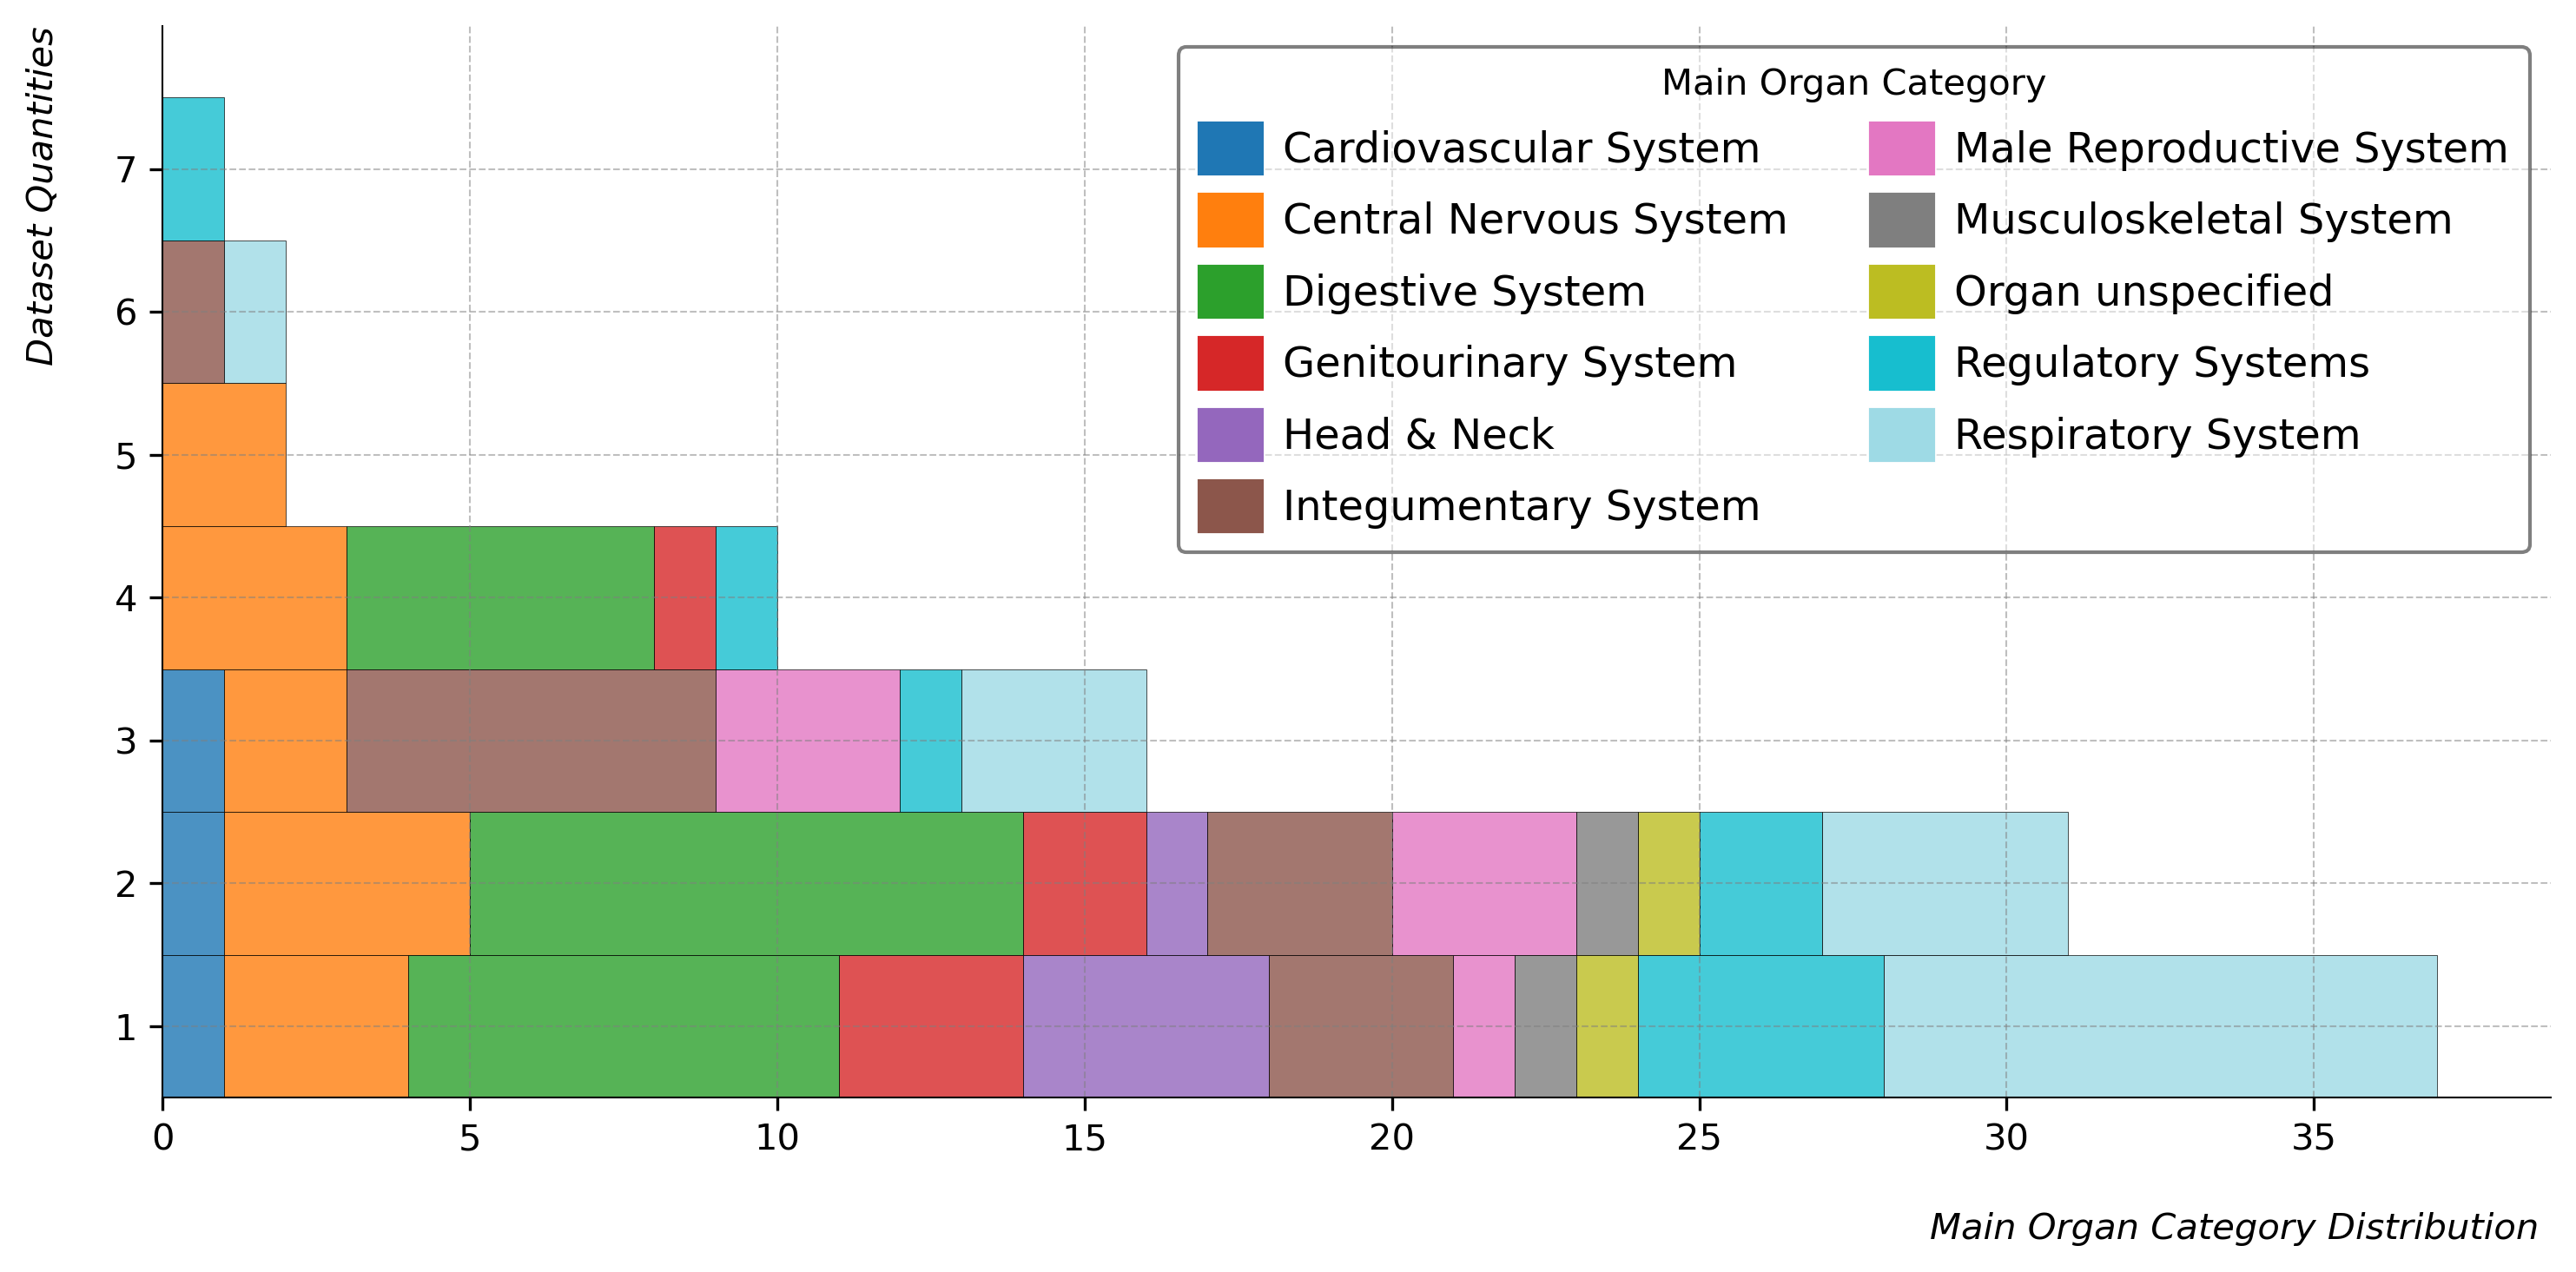 Dataset Quantities
7
6
5
4
3
2
1
0 5 10 15 20 25 30 35
Main Organ Category Distribution
Main Organ Category
Cardiovascular System
Central Nervous System
Digestive System
Genitourinary System
Head & Neck
Integumentary System
Male Reproductive System
Musculoskeletal System
Organ unspecified
Regulatory Systems
Respiratory System